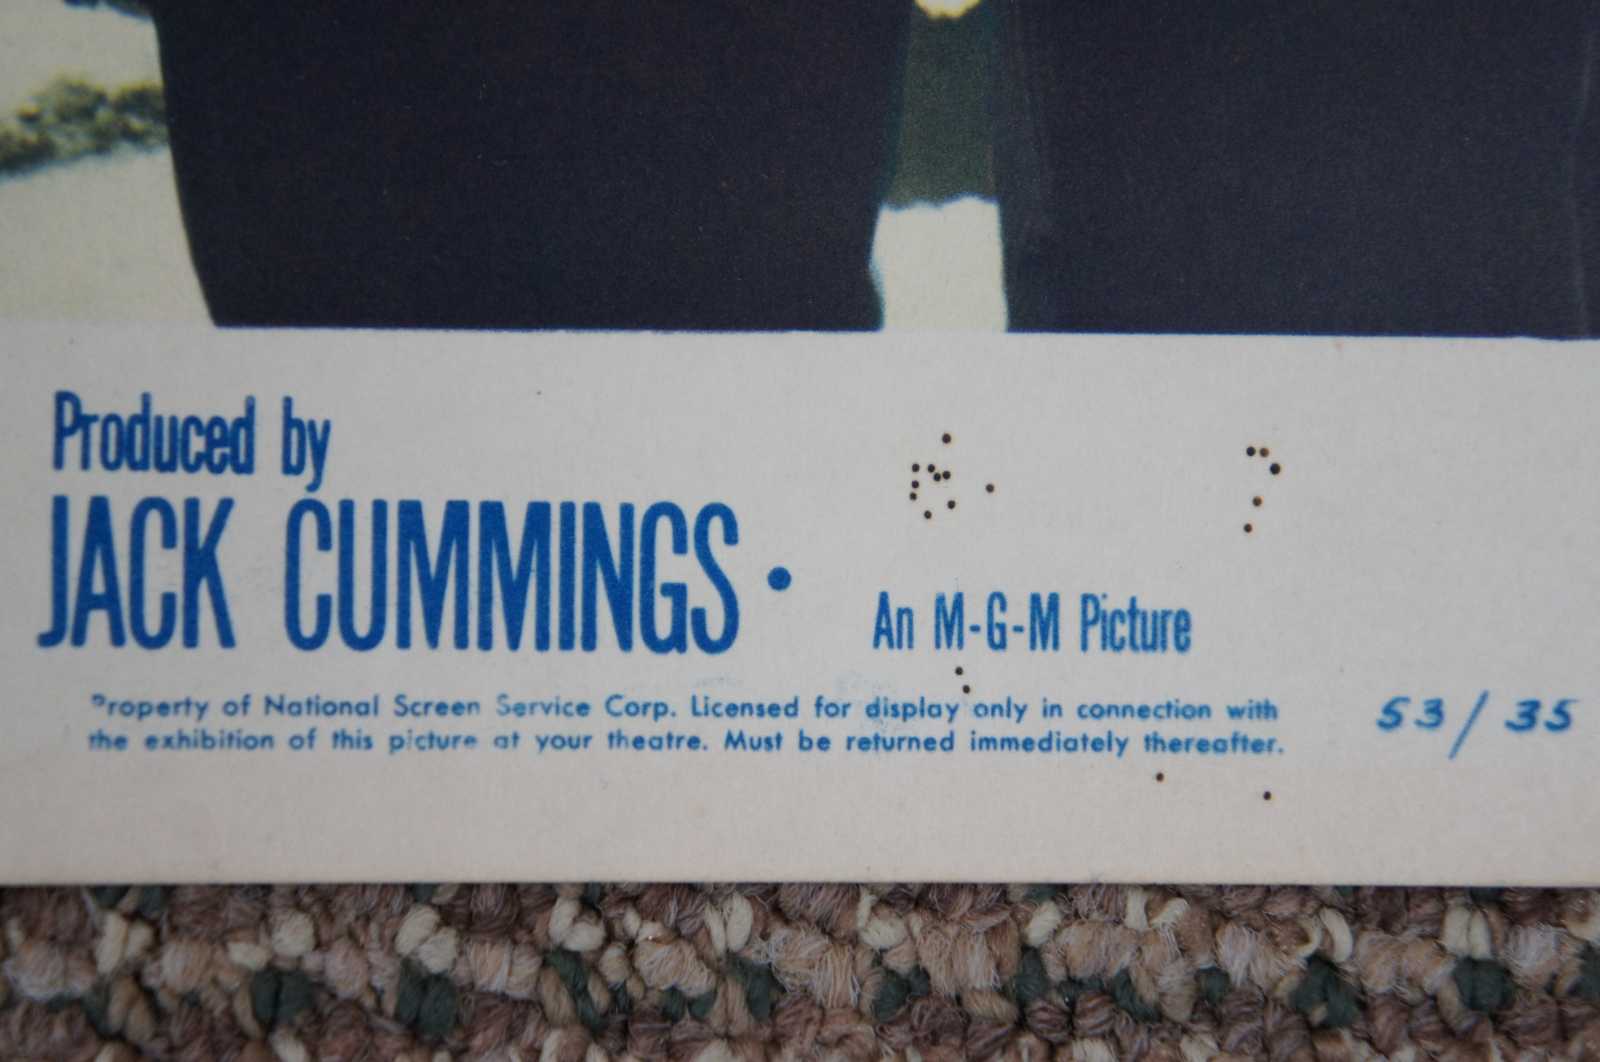 Produced by
JACK CUMMINGS •
An M-G-M Picture
Property of National Screen Service Corp. Licensed for display only in connection with
the exhibition of this picture at your theatre. Must be returned immediately thereafter.
53/35